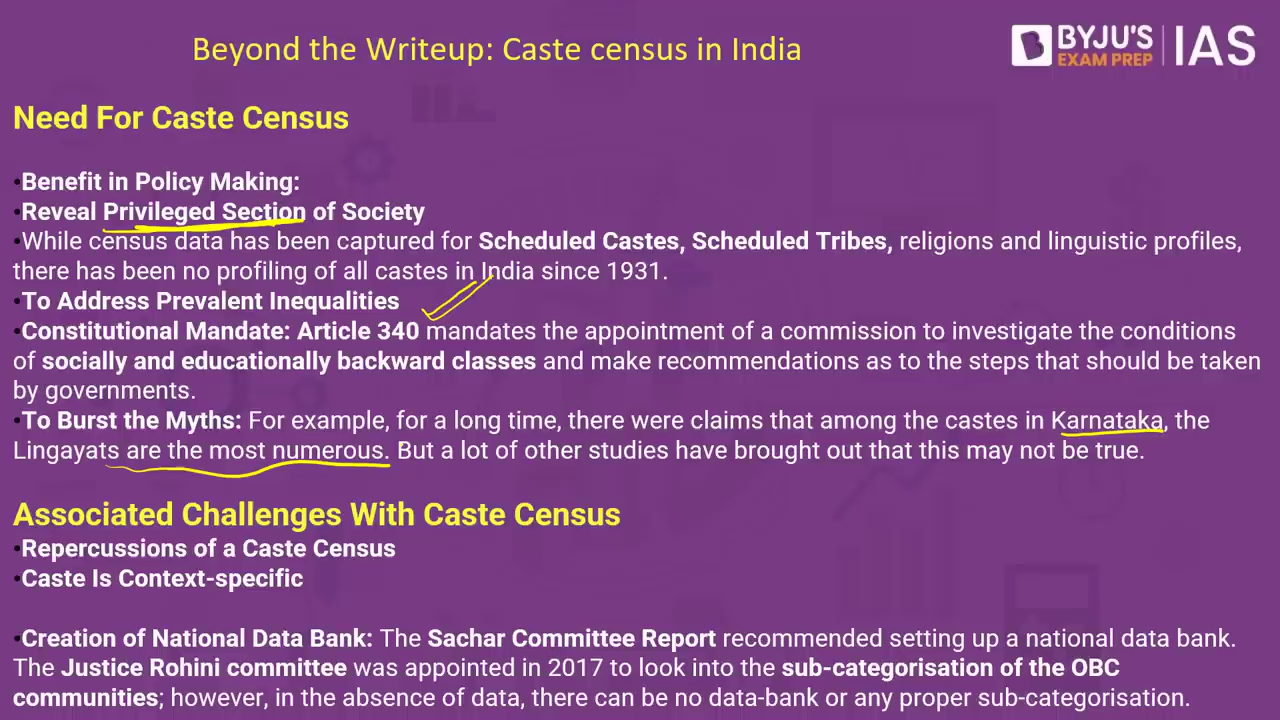 Beyond the Writeup: Caste census in India
BYJU'S
EXAM PREP
IAS
Need For Caste Census
•Benefit in Policy Making:
•Reveal Privileged Section of Society
•While census data has been captured for Scheduled Castes, Scheduled Tribes, religions and linguistic profiles,
there has been no profiling of all castes in India since 1931.
•To Address Prevalent Inequalities
•Constitutional Mandate: Article 340 mandates the appointment of a commission to investigate the conditions
of socially and educationally backward classes and make recommendations as to the steps that should be taken
by governments.
•To Burst the Myths: For example, for a long time, there were claims that among the castes in Karnataka, the
Lingayats are the most numerous. But a lot of other studies have brought out that this may not be true.
Associated Challenges With Caste Census
•Repercussions of a Caste Census
•Caste Is Context-specific
•Creation of National Data Bank: The Sachar Committee Report recommended setting up a national data bank.
The Justice Rohini committee was appointed in 2017 to look into the sub-categorisation of the OBC
communities; however, in the absence of data, there can be no data-bank or any proper sub-categorisation.